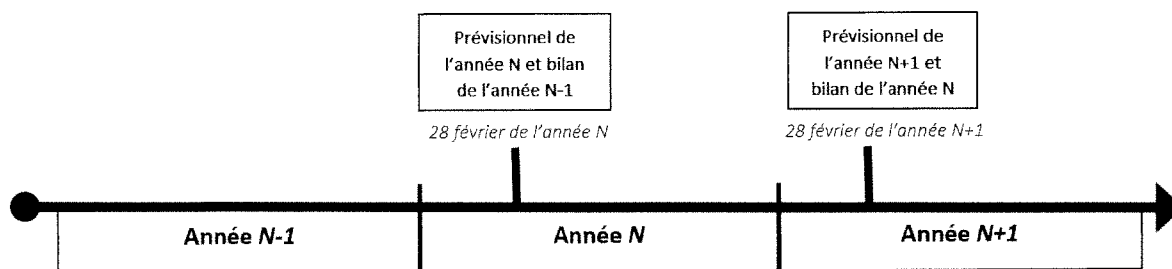 Prévisionnel de
l'année N et bilan
de l'année N-1
28 février de l'année N
Prévisionnel de
l'année N+1 et
bilan de l'année N
28 février de l'année N+1
Année N-1
Année N
Année N+1